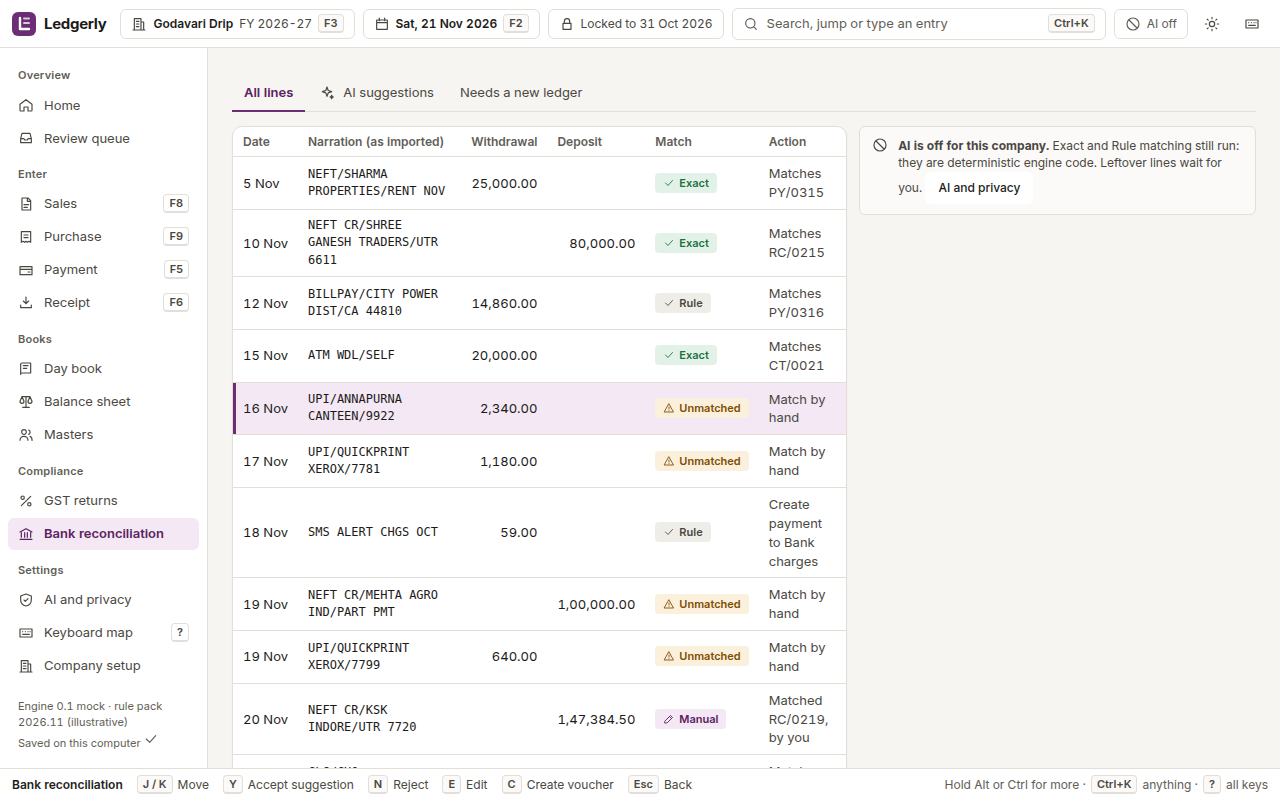 Ledgerly
Godavari Drip FY 2026-27 F3
Sat, 21 Nov 2026 F2
Locked to 31 Oct 2026
Search, jump or type an entry Ctrl+K
AI off
Overview
Home
Review queue
Enter
Sales F8
Purchase F9
Payment F5
Receipt F6
Books
Day book
Balance sheet
Masters
Compliance
GST returns
Bank reconciliation
Settings
AI and privacy
Keyboard map ?
Company setup
Engine 0.1 mock · rule pack
2026.11 (illustrative)
Saved on this computer
All lines AI suggestions Needs a new ledger
Date Narration (as imported) Withdrawal Deposit Match Action
5 Nov NEFT/SHARMA PROPERTIES/RENT NOV 25,000.00 Exact Matches PY/0315
10 Nov NEFT CR/SHREE GANESH TRADERS/UTR 6611 80,000.00 Exact Matches RC/0215
12 Nov BILLPAY/CITY POWER DIST/CA 44810 14,860.00 Rule Matches PY/0316
15 Nov ATM WDL/SELF 20,000.00 Exact Matches CT/0021
16 Nov UPI/ANNAPURNA CANTEEN/9922 2,340.00 Unmatched Match by hand
17 Nov UPI/QUICKPRINT XEROX/7781 1,180.00 Unmatched Match by hand
18 Nov SMS ALERT CHGS OCT 59.00 Rule Create payment to Bank charges
19 Nov NEFT CR/MEHTA AGRO IND/PART PMT 1,00,000.00 Unmatched Match by hand
19 Nov UPI/QUICKPRINT XEROX/7799 640.00 Unmatched Match by hand
20 Nov NEFT CR/KSK INDORE/UTR 7720 1,47,384.50 Manual Matched RC/0219, by you
AI is off for this company. Exact and Rule matching still run:
they are deterministic engine code. Leftover lines wait for
you. AI and privacy
Bank reconciliation J / K Move Y Accept suggestion N Reject E Edit C Create voucher Esc Back
Hold Alt or Ctrl for more · Ctrl+K anything · ? all keys